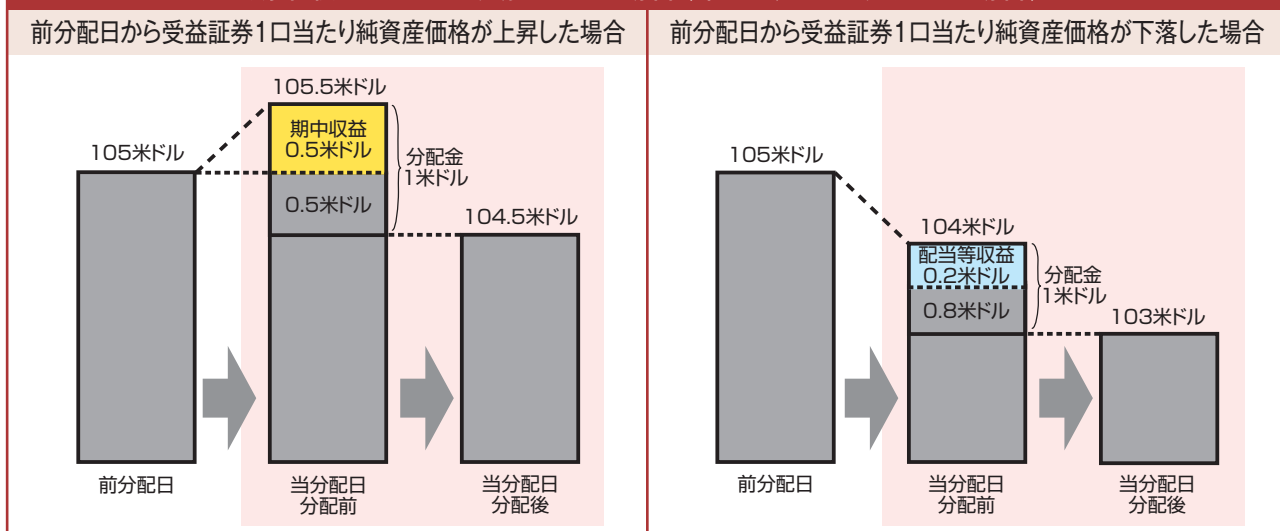 前分配日から受益証券1口当たり純資産価格が上昇した場合
105.5米ドル
期中収益
0.5米ドル
105米ドル
分配金
1米ドル
0.5米ドル
104.5米ドル
前分配日
当分配日
分配前
当分配日
分配後
前分配日から受益証券1口当たり純資産価格が下落した場合
105米ドル
104米ドル
配当等収益
0.2米ドル
分配金
1米ドル
0.8米ドル
103米ドル
前分配日
当分配日
分配前
当分配日
分配後